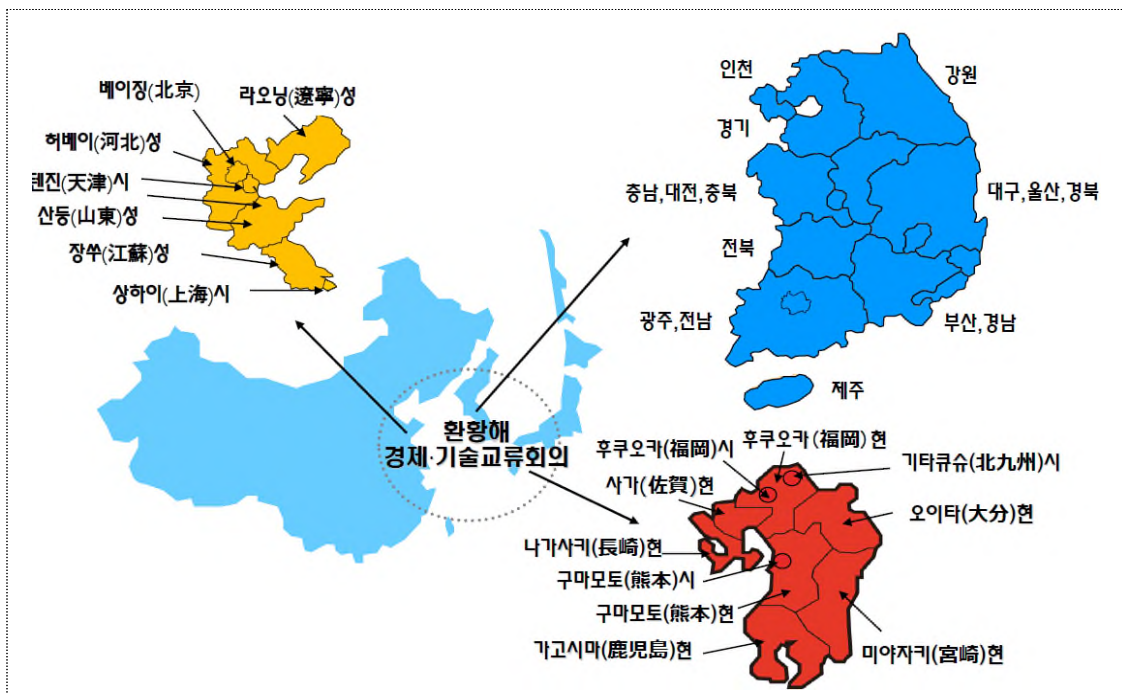 베이징(北京)
라오닝(遼寧)성
허베이(河北)성
텐진(天津)시
산둥(山東)성
장쑤(江蘇)성
상하이(上海)시
인천
강원
경기
충남,대전,충북
대구,울산,경북
전북
광주,전남
부산,경남
제주
환황해
경제·기술교류회의
후쿠오카(福岡)시
후쿠오카(福岡)현
기타큐슈(北九州)시
사가(佐賀)현
오이타(大分)현
나가사키(長崎)현
구마모토(熊本)시
구마모토(熊本)현
가고시마(鹿児島)현
미야자키(宮崎)현